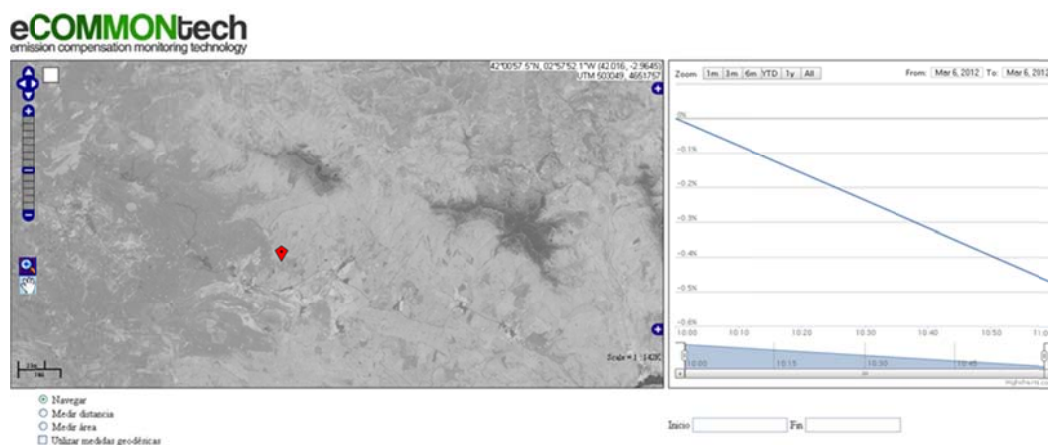 eCOMMONtech
emission compensation monitoring technology
42°00'57.5"N, 02°57'52.1"W (42.016, -2.9645)
UTM 503049, 4651757
Zoom 1m 3m 6m YTD 1y All From: Mar 6, 2012 To: Mar 6, 2012
0%
-0.1%
-0.2%
-0.3%
-0.4%
-0.5%
-0.6%
10:00 10:10 10:20 10:30 10:40 10:50 11:00
10:00 10:15 10:30 10:45
Highcharts.com
Navegar
Medir distancia
Medir área
Utilizar medidas geodésicas
Inicio Fin